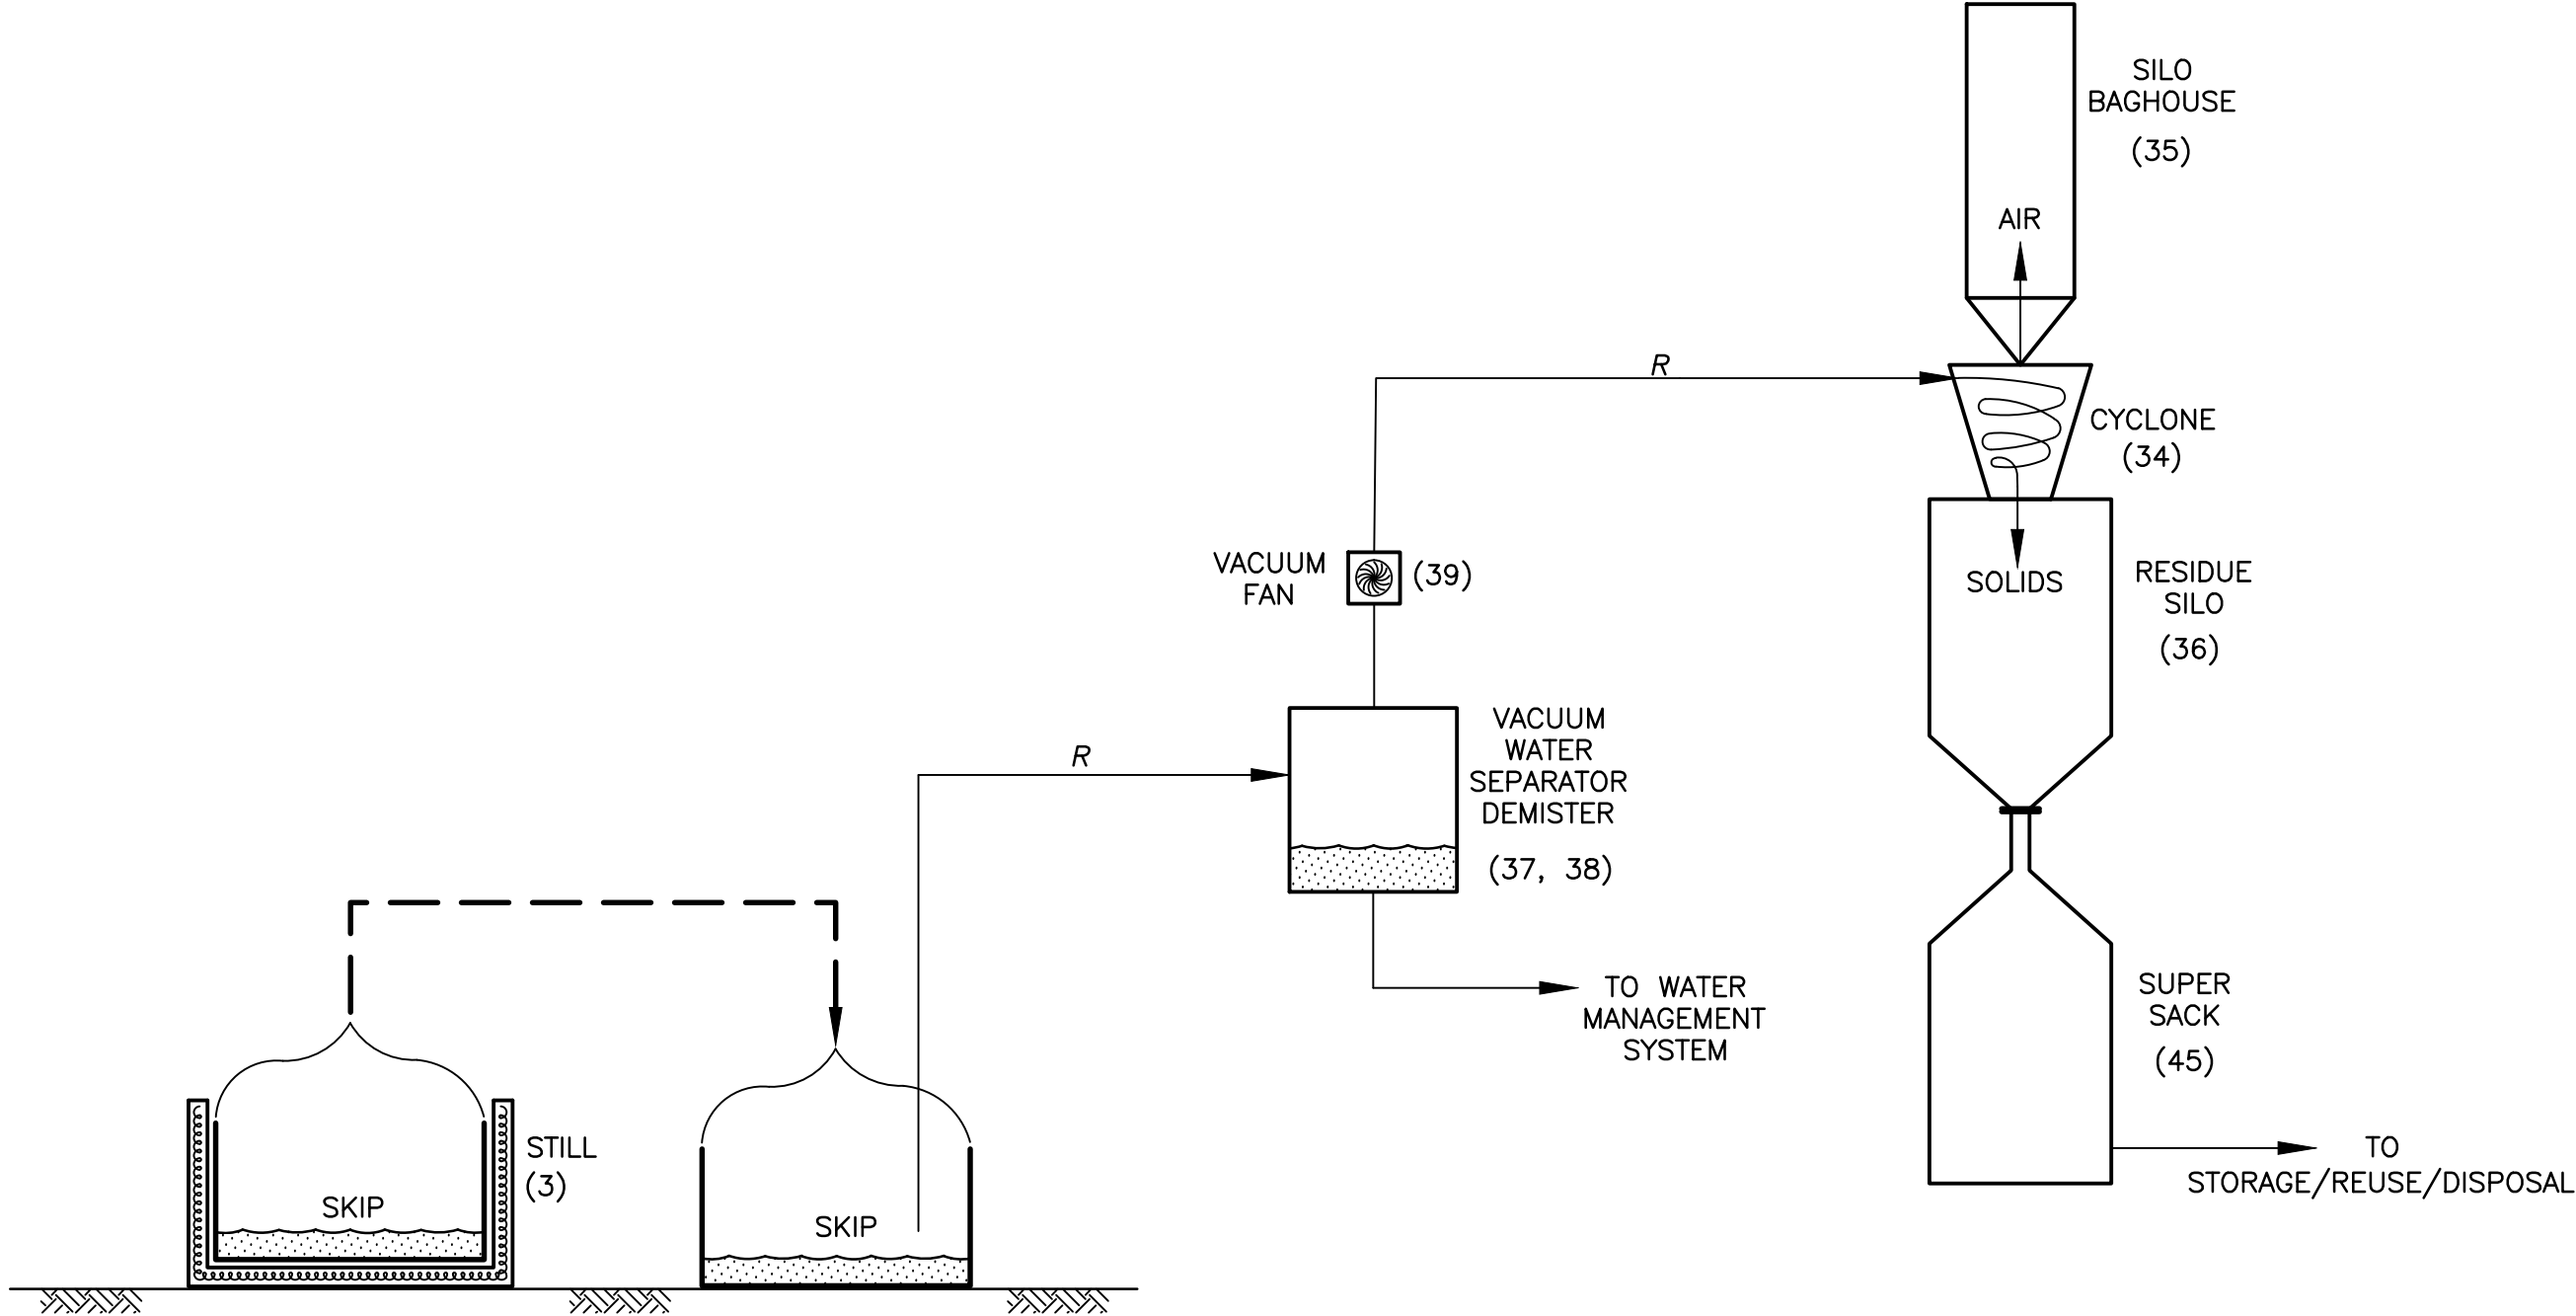 SILO
BAGHOUSE
(35)
AIR
R
CYCLONE
(34)
VACUUM
FAN
(39)
SOLIDS
RESIDUE
SILO
(36)
R
VACUUM
WATER
SEPARATOR
DEMISTER
(37, 38)
TO WATER
MANAGEMENT
SYSTEM
SUPER
SACK
(45)
STILL
(3)
SKIP
SKIP
TO
STORAGE/REUSE/DISPOSAL